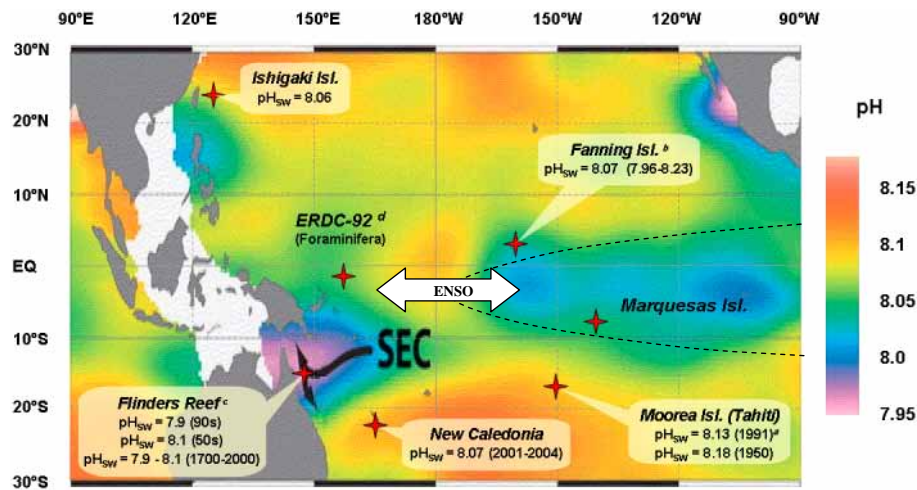 90°E 120°E 150°E 180°W -150°W -120°W -90°W
30°N
20°N
10°N
EQ
10°S
20°S
30°S
Ishigaki Isl.
pHSW = 8.06
Fanning Isl. b
pHSW = 8.07 (7.96-8.23)
ERDC-92 d
(Foraminifera)
ENSO
Marquesas Isl.
SEC
Flinders Reef c
pHSW = 7.9 (90s)
pHSW = 8.1 (50s)
pHSW = 7.9 - 8.1 (1700-2000)
New Caledonia
pHSW = 8.07 (2001-2004)
Moorea Isl. (Tahiti)
pHSW = 8.13 (1991)a
pHSW = 8.18 (1950)
pH
8.15
8.1
8.05
8.0
7.95